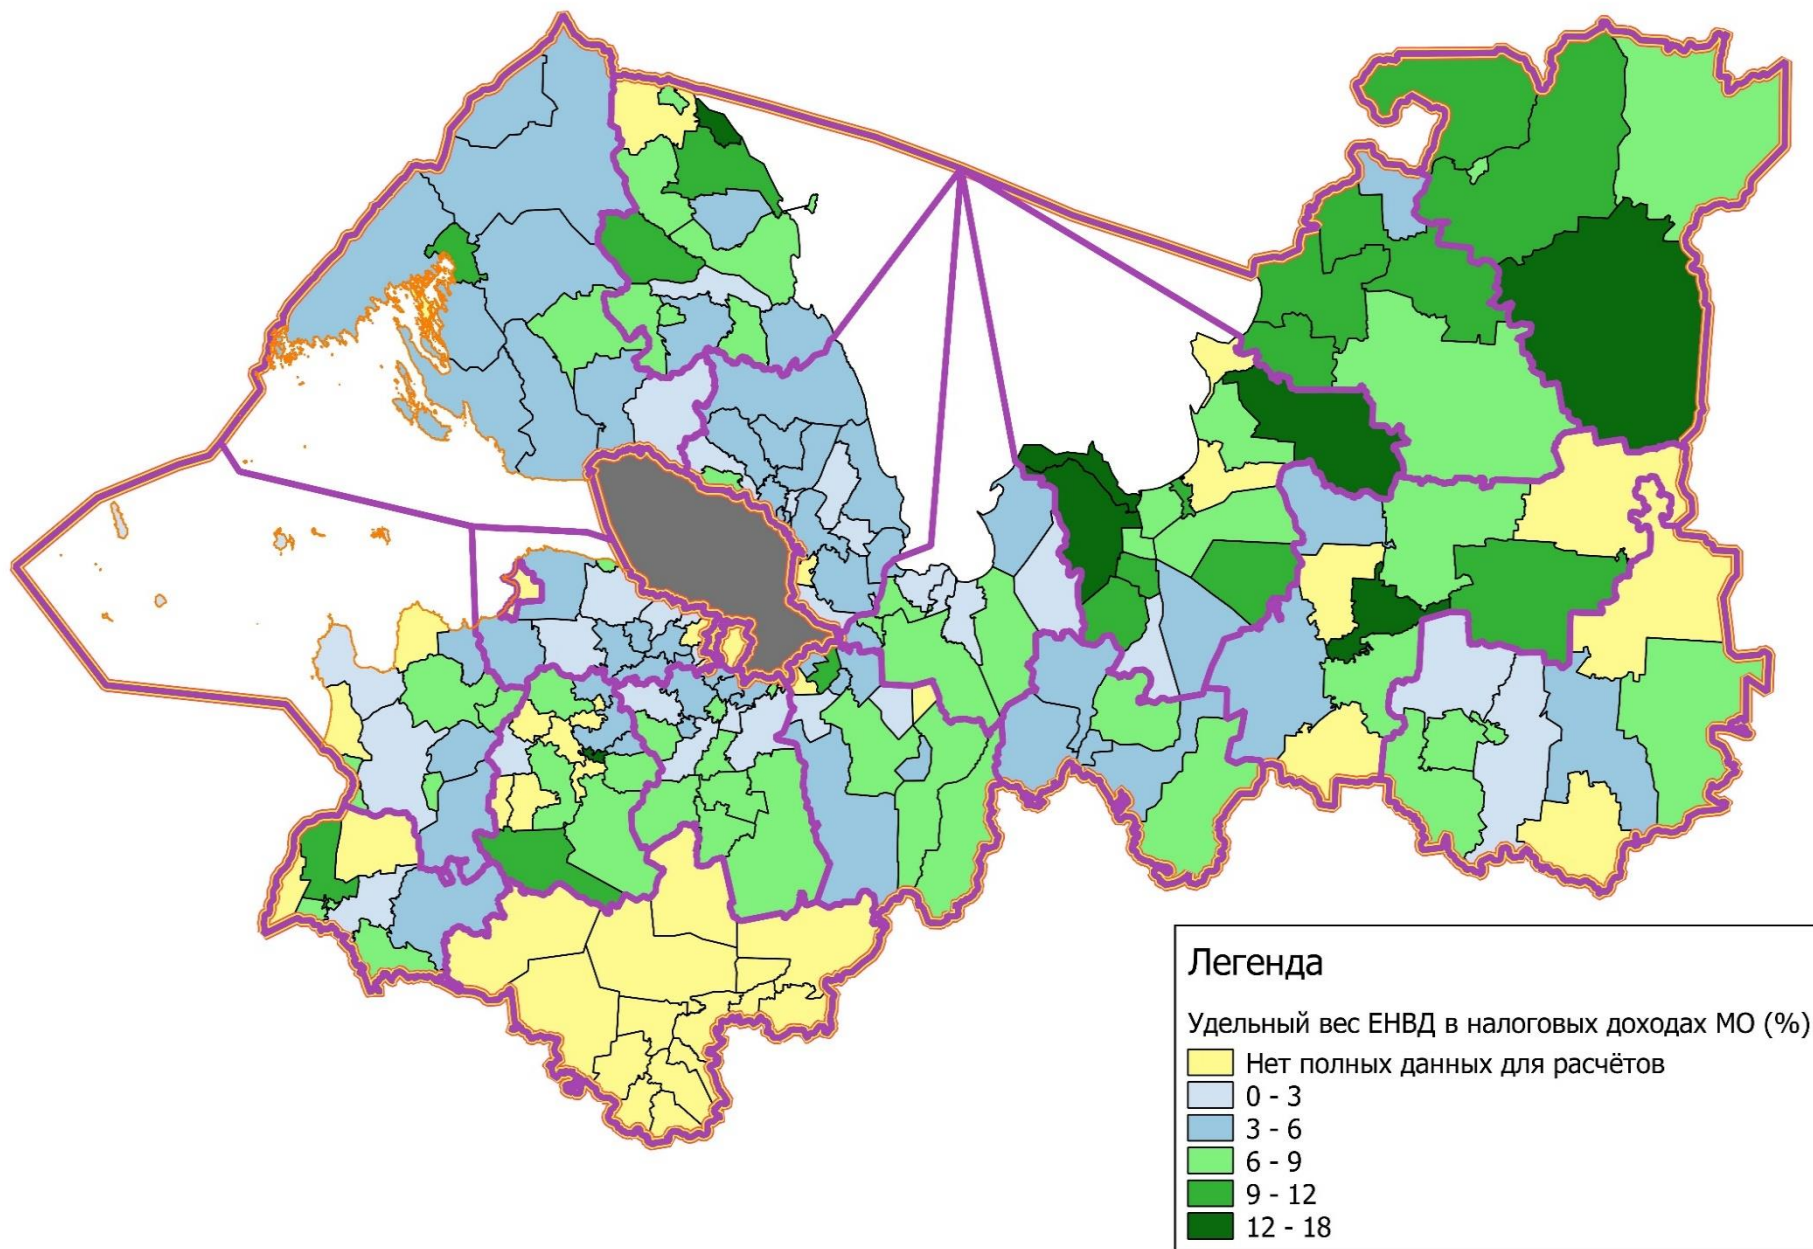 Легенда
Удельный вес ЕНВД в налоговых доходах МО (%)
Нет полных данных для расчётов
0 - 3
3 - 6
6 - 9
9 - 12
12 - 18